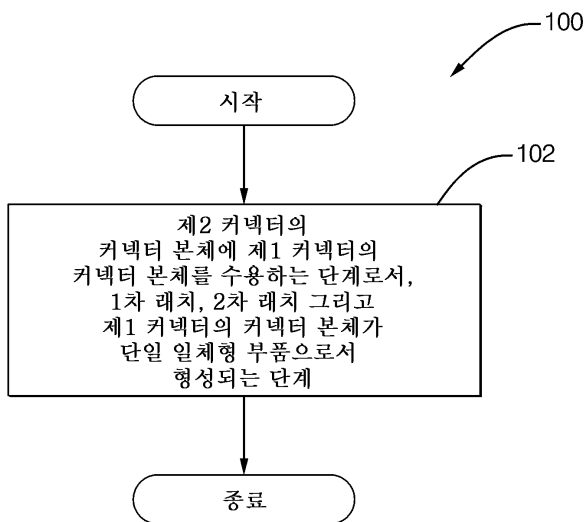 100
시작
102
제2 커넥터의
커넥터 본체에 제1 커넥터의
커넥터 본체를 수용하는 단계로서,
1차 래치, 2차 래치 그리고
제1 커넥터의 커넥터 본체가
단일 일체형 부품으로서
형성되는 단계
종료